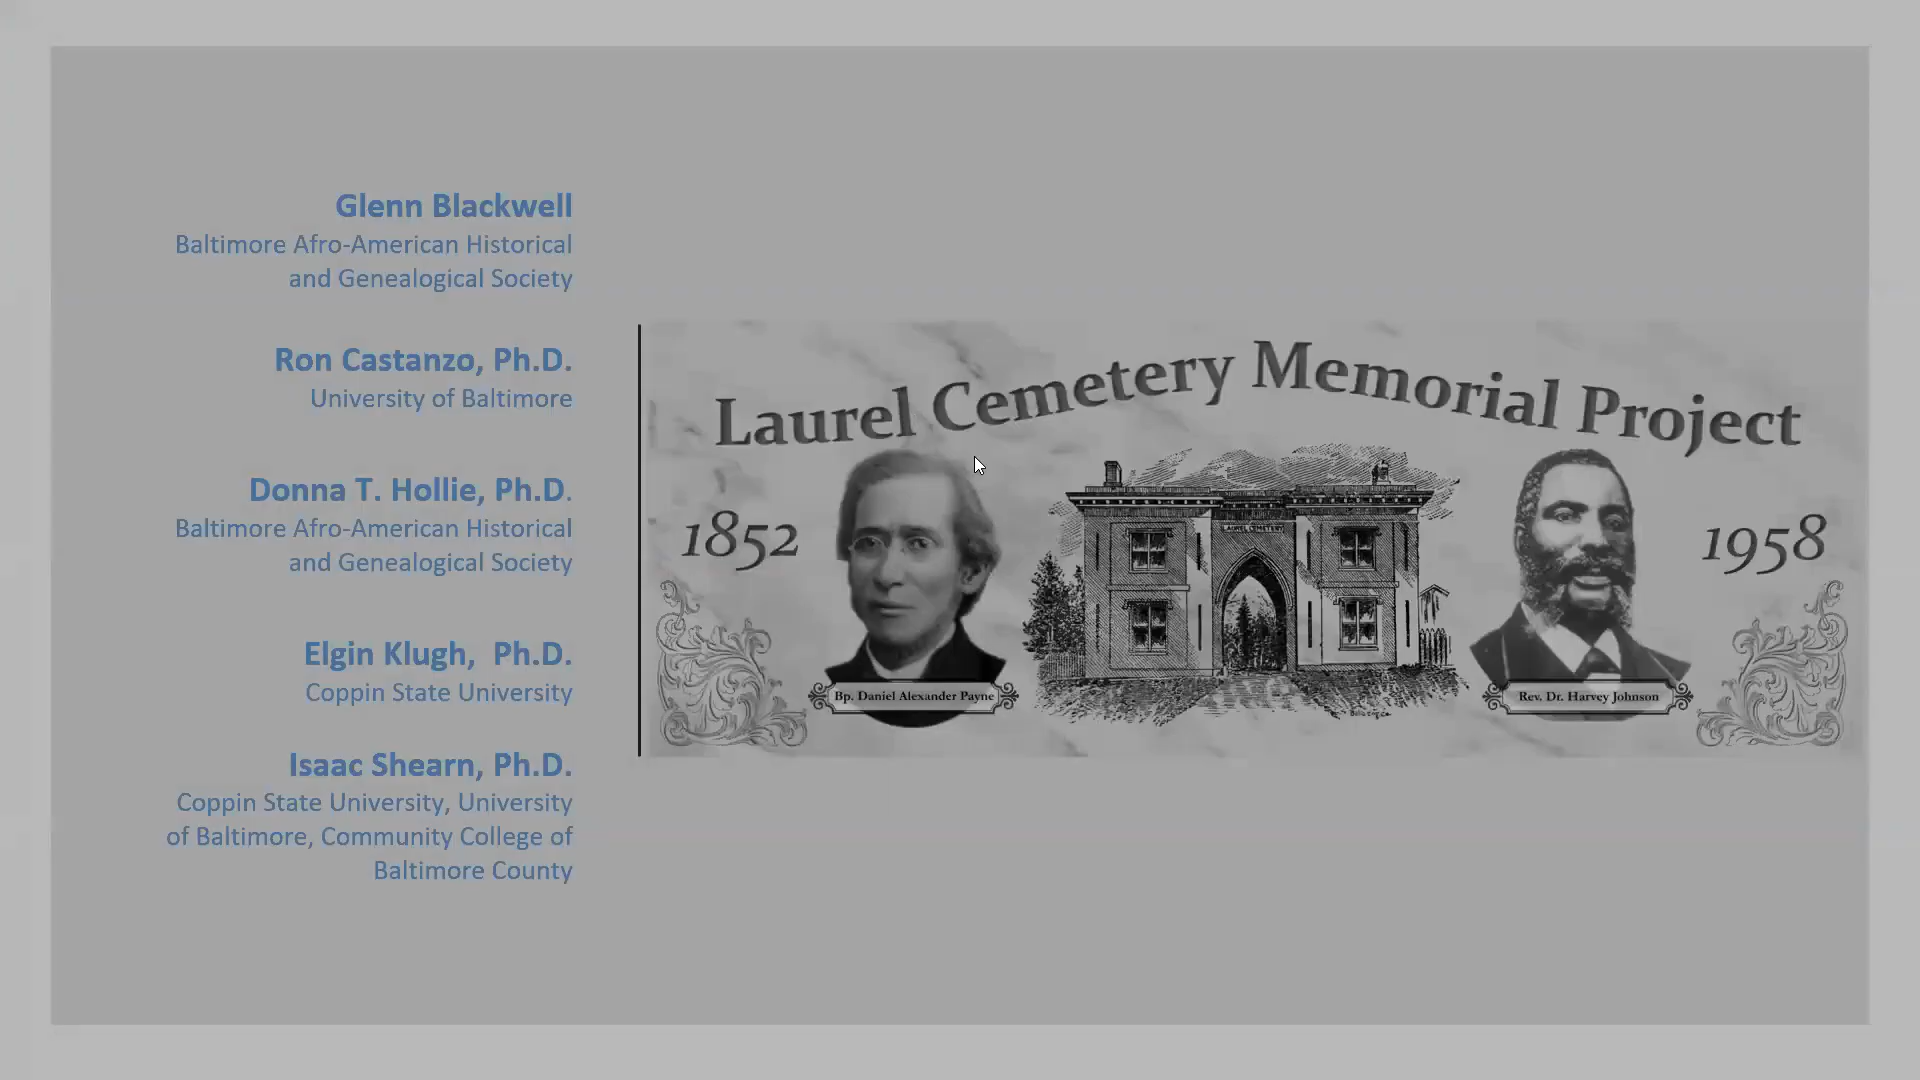 Glenn Blackwell
Baltimore Afro-American Historical
and Genealogical Society
Ron Castanzo, Ph.D.
University of Baltimore
Donna T. Hollie, Ph.D.
Baltimore Afro-American Historical
and Genealogical Society
Elgin Klugh,  Ph.D.
Coppin State University
Isaac Shearn, Ph.D.
Coppin State University, University
of Baltimore, Community College of
Baltimore County
Laurel Cemetery Memorial Project
1852
LAUREL CEMETERY
1958
Bp. Daniel Alexander Payne
Rev. Dr. Harvey Johnson